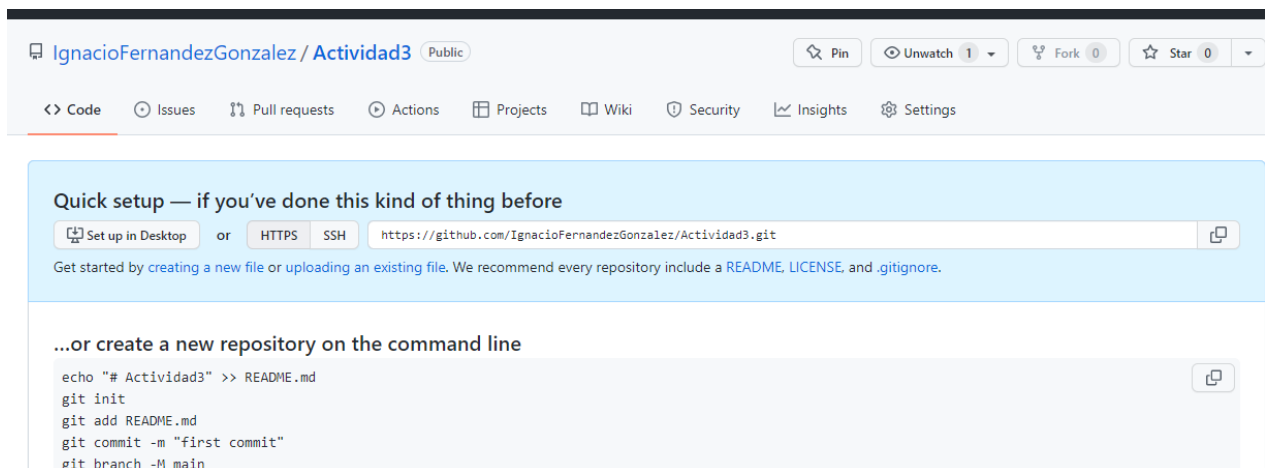 IgnacioFernandezGonzalez / Actividad3 Public Pin Unwatch 1 Fork 0 Star 0
<> Code Issues Pull requests Actions Projects Wiki Security Insights Settings
Quick setup — if you’ve done this kind of thing before
Set up in Desktop or HTTPS SSH https://github.com/IgnacioFernandezGonzalez/Actividad3.git
Get started by creating a new file or uploading an existing file. We recommend every repository include a README, LICENSE, and .gitignore.
…or create a new repository on the command line
echo "# Actividad3" >> README.md
git init
git add README.md
git commit -m "first commit"
git branch -M main